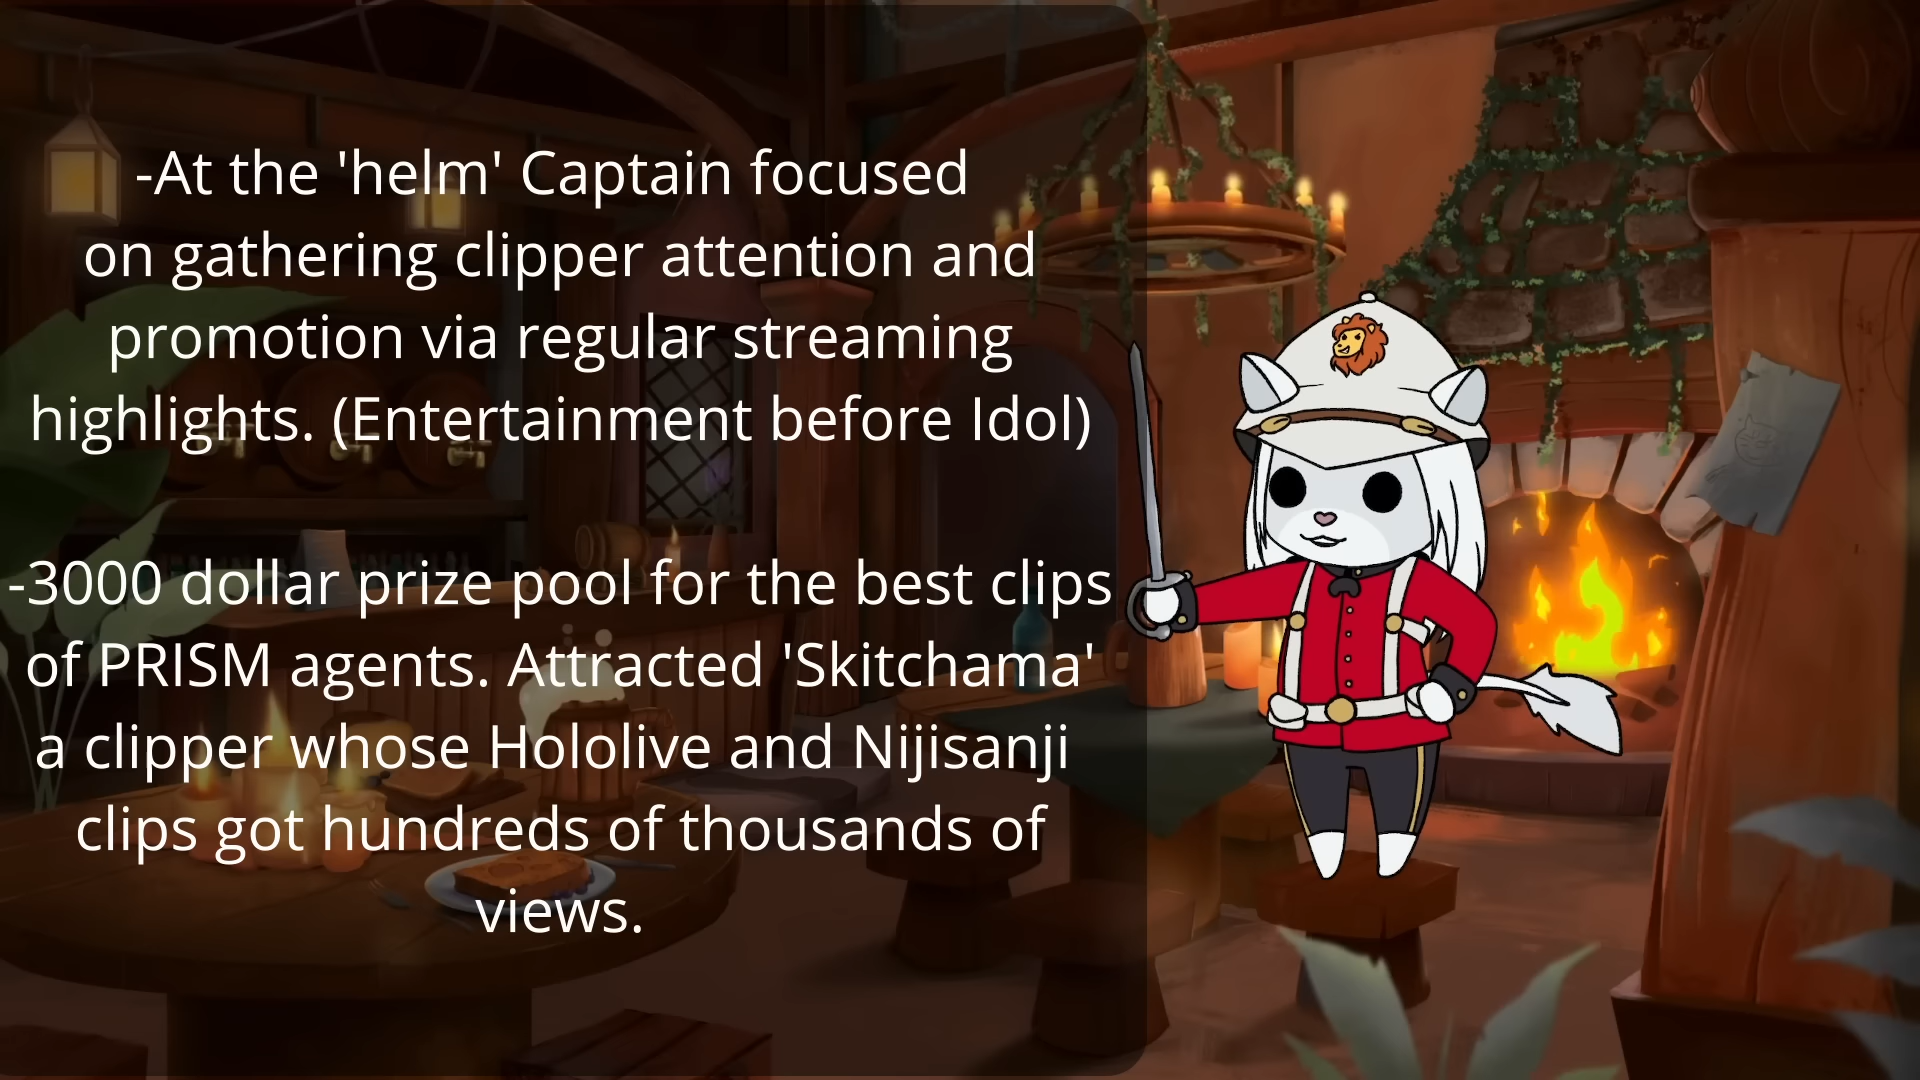 -At the 'helm' Captain focused
on gathering clipper attention and
promotion via regular streaming
highlights. (Entertainment before Idol)
-3000 dollar prize pool for the best clips
of PRISM agents. Attracted 'Skitchama'
a clipper whose Hololive and Nijisanji
clips got hundreds of thousands of
views.